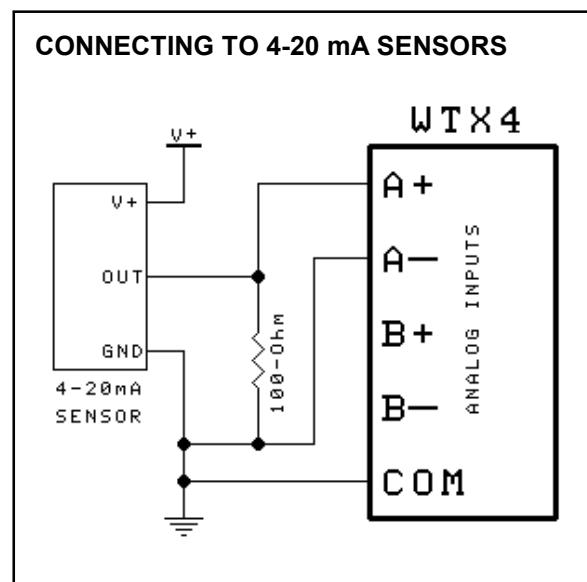 CONNECTING TO 4-20 mA SENSORS
WTX4
V+
V+
OUT
GND
4-20mA
SENSOR
100-Ohm
A+
A—
B+
B—
COM
ANALOG INPUTS